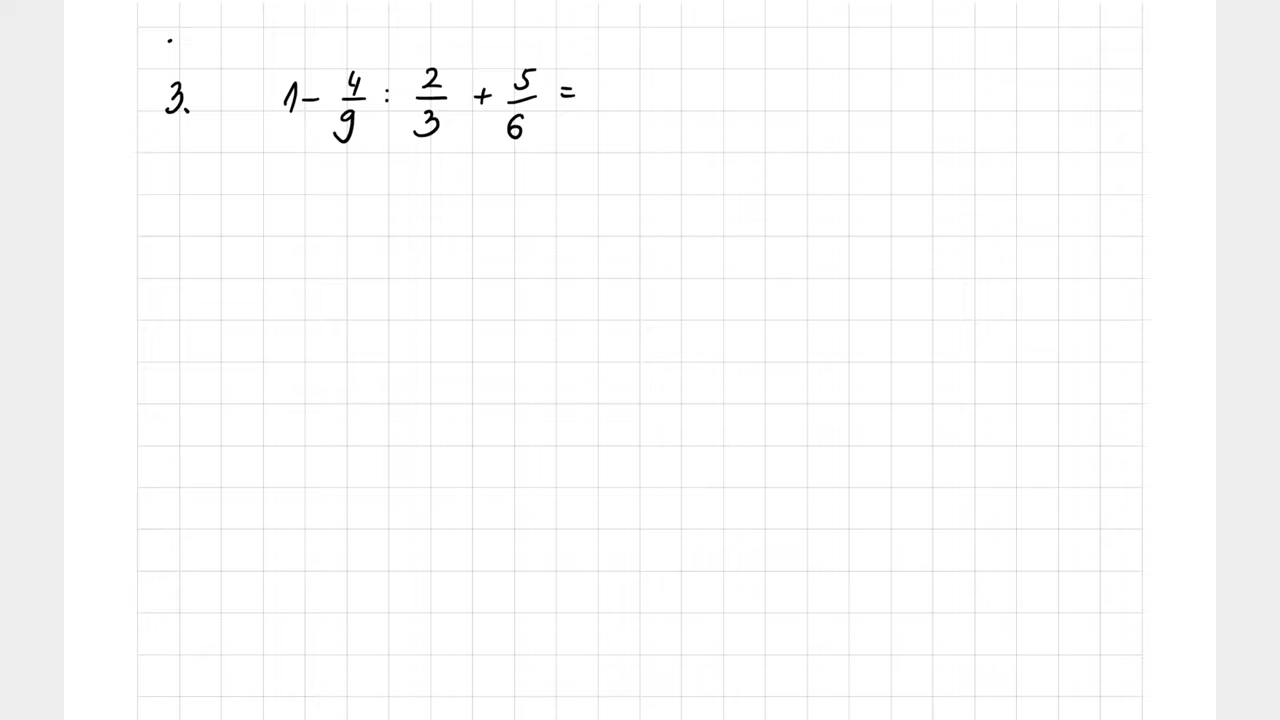 3. 1 - 4/9 : 2/3 + 5/6 =